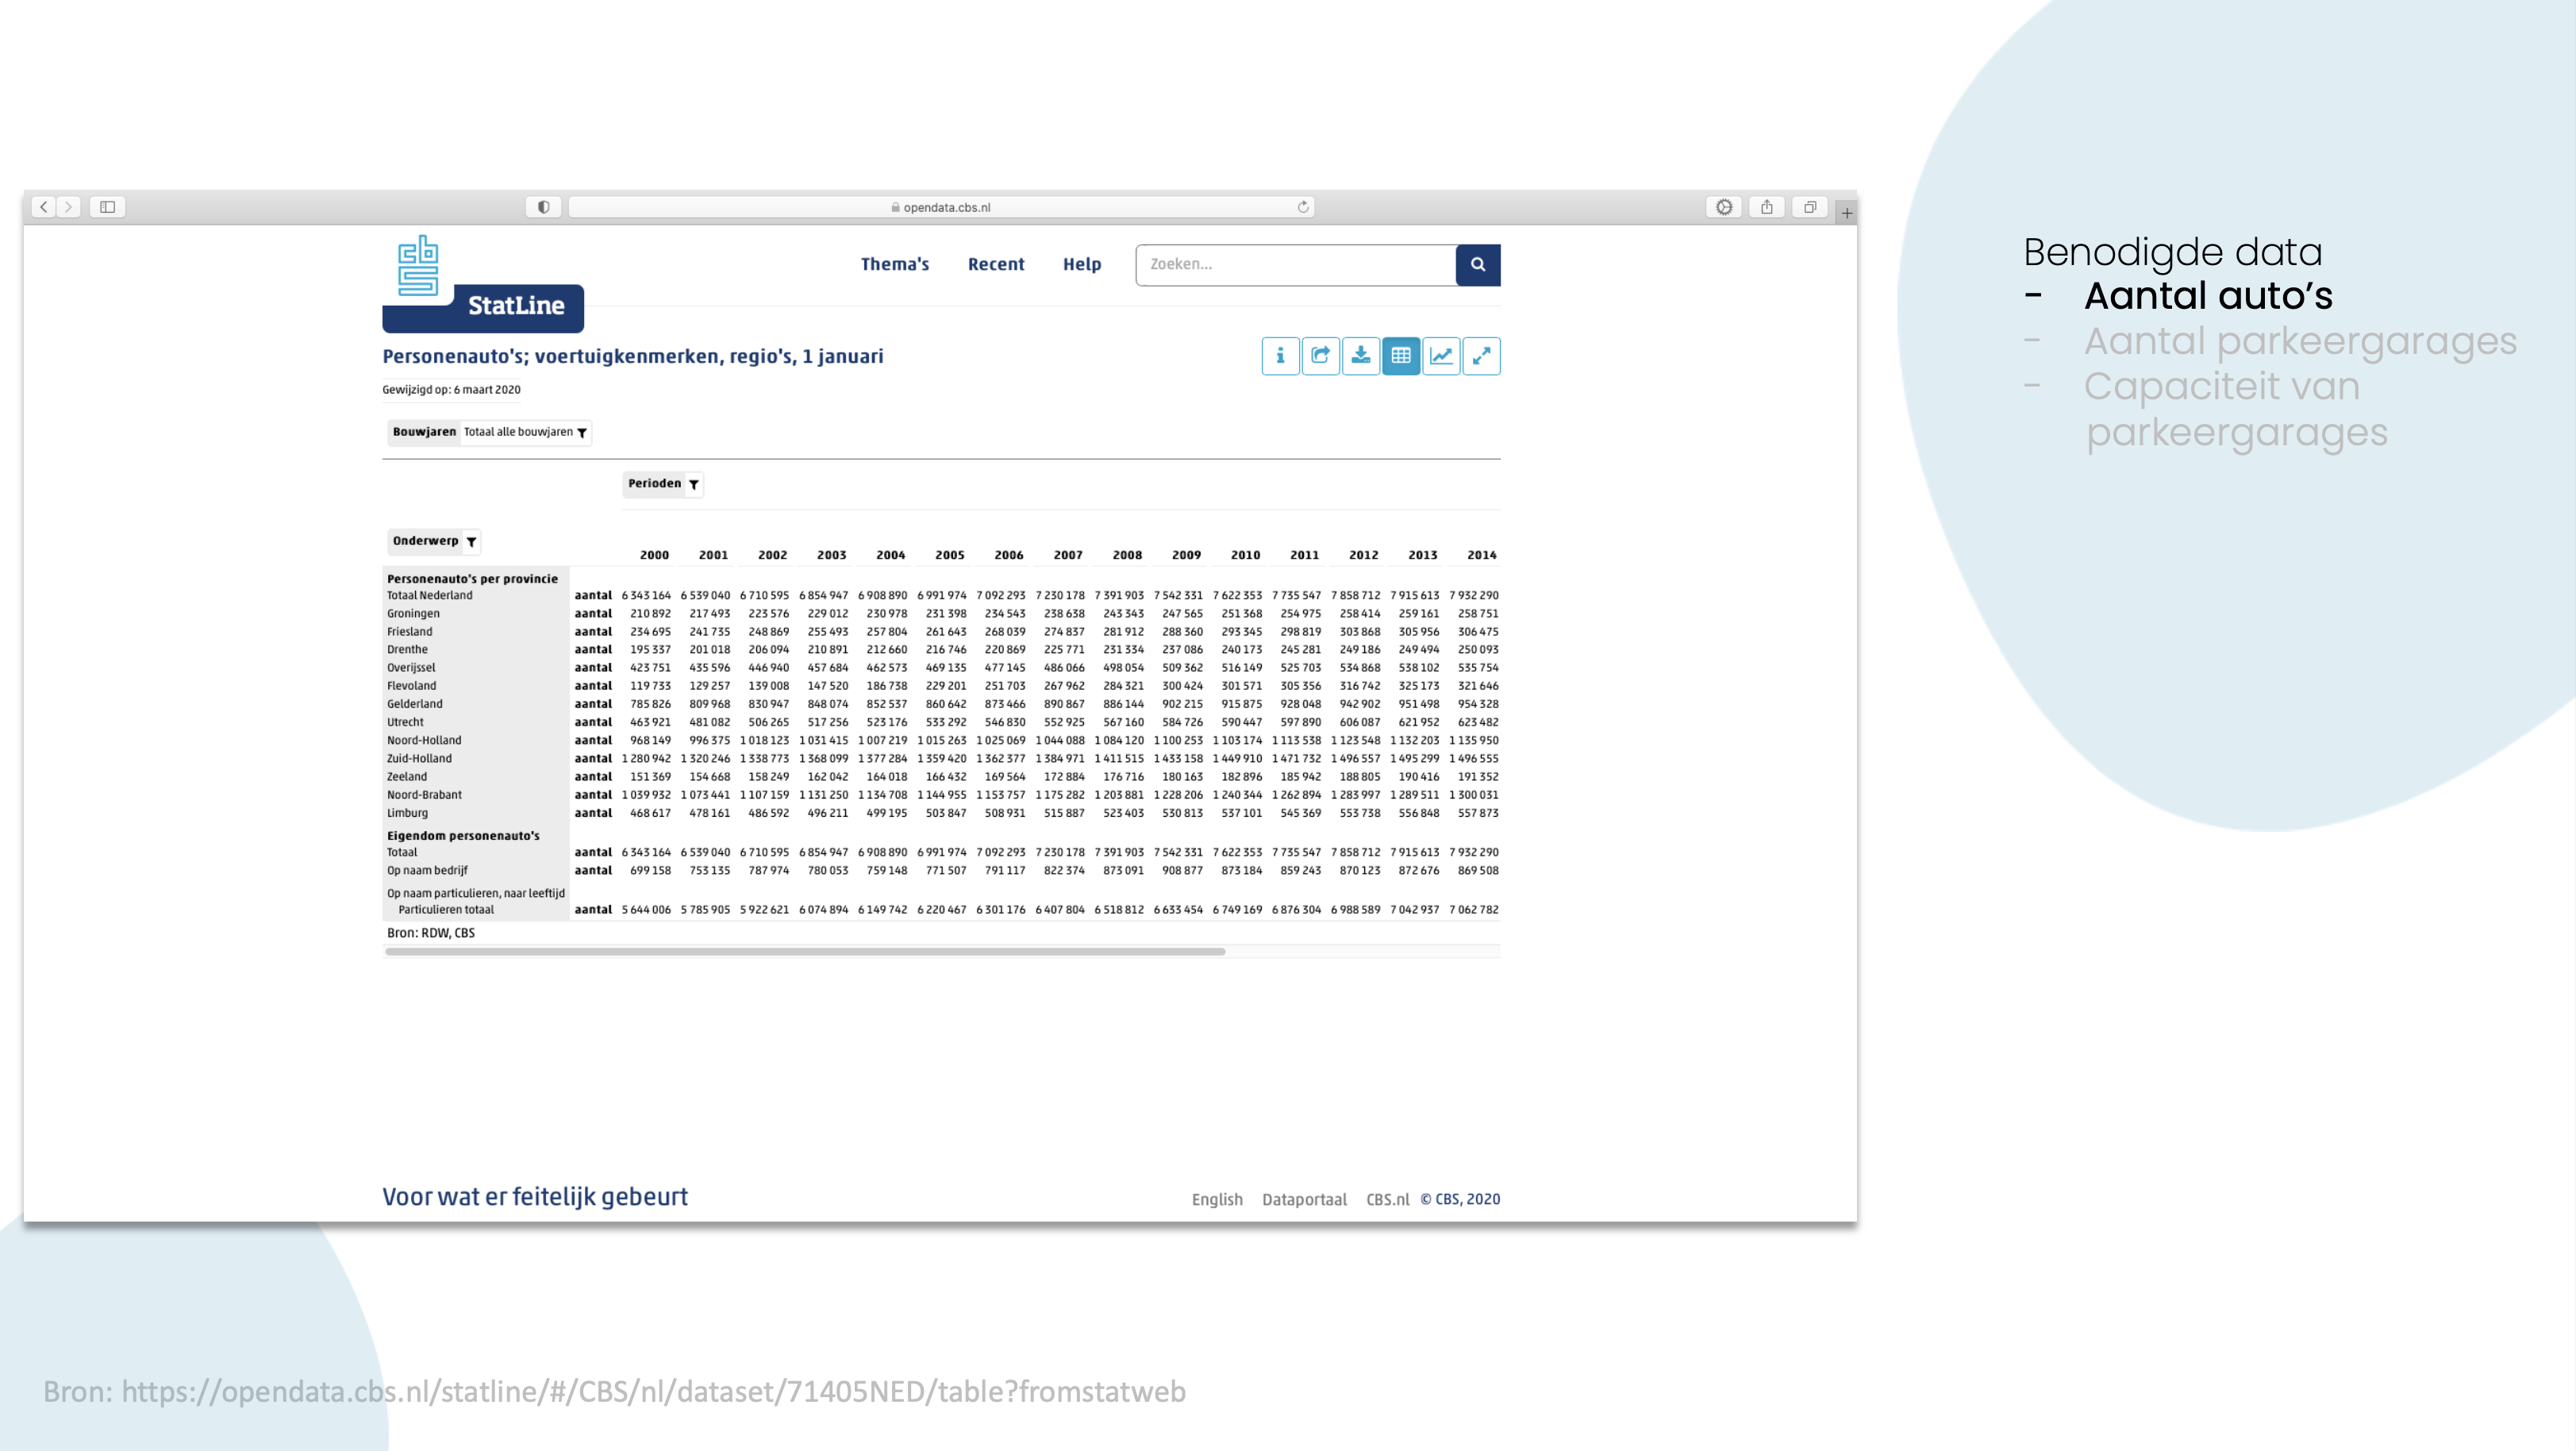 opendata.cbs.nl
cbs
StatLine
Thema's Recent Help Zoeken...
Personenauto's; voertuigkenmerken, regio's, 1 januari
Gewijzigd op: 6 maart 2020
Bouwjaren Totaal alle bouwjaren
Perioden
Onderwerp
2000 2001 2002 2003 2004 2005 2006 2007 2008 2009 2010 2011 2012 2013 2014
Personenauto's per provincie
Totaal Nederland aantal 6 343 164 6 539 040 6 710 595 6 854 947 6 908 890 6 991 974 7 092 293 7 230 178 7 391 903 7 542 331 7 622 353 7 735 547 7 858 712 7 915 613 7 932 290
Groningen aantal 210 892 217 493 223 576 229 012 230 978 231 398 234 543 238 638 243 343 247 565 251 368 254 975 258 414 259 161 258 751
Friesland aantal 234 695 241 735 248 869 255 493 257 804 261 643 268 039 274 837 281 912 288 360 293 345 298 819 303 868 305 956 306 475
Drenthe aantal 195 337 201 018 206 094 210 891 212 660 216 746 220 869 225 771 231 334 237 086 240 173 245 281 249 186 249 494 250 093
Overijssel aantal 423 751 435 596 446 940 457 684 462 573 469 135 477 145 486 066 498 054 509 362 516 149 525 703 534 868 538 102 535 754
Flevoland aantal 119 733 129 257 139 008 147 520 186 738 229 201 251 703 267 962 284 321 300 424 301 571 305 356 316 742 325 173 321 646
Gelderland aantal 785 826 809 968 830 947 848 074 852 537 860 642 873 466 890 867 886 144 902 215 915 875 928 048 942 902 951 498 954 328
Utrecht aantal 463 921 481 082 506 265 517 256 523 176 533 292 546 830 552 925 567 160 584 726 590 447 597 890 606 087 621 952 623 482
Noord-Holland aantal 968 149 996 375 1 018 123 1 031 415 1 007 219 1 015 263 1 025 069 1 044 088 1 084 120 1 100 253 1 103 174 1 113 538 1 123 548 1 132 203 1 135 950
Zuid-Holland aantal 1 280 942 1 320 246 1 338 773 1 368 099 1 377 284 1 359 420 1 362 377 1 384 971 1 411 515 1 433 158 1 449 910 1 471 732 1 496 557 1 495 299 1 496 555
Zeeland aantal 151 369 154 668 158 249 162 042 164 018 166 432 169 564 172 884 176 716 180 163 182 896 185 942 188 805 190 416 191 352
Noord-Brabant aantal 1 039 932 1 073 441 1 107 159 1 131 250 1 134 708 1 144 955 1 153 757 1 175 282 1 203 881 1 228 206 1 240 344 1 262 894 1 283 997 1 289 511 1 300 031
Limburg aantal 468 617 478 161 486 592 496 211 499 195 503 847 508 931 515 887 523 403 530 813 537 101 545 369 553 738 556 848 557 873
Eigendom personenauto's
Totaal aantal 6 343 164 6 539 040 6 710 595 6 854 947 6 908 890 6 991 974 7 092 293 7 230 178 7 391 903 7 542 331 7 622 353 7 735 547 7 858 712 7 915 613 7 932 290
Op naam bedrijf aantal 699 158 753 135 787 974 780 053 759 148 771 507 791 117 822 374 873 091 908 877 873 184 859 243 870 123 872 676 869 508
Op naam particulieren, naar leeftijd
Particulieren totaal aantal 5 644 006 5 785 905 5 922 621 6 074 894 6 149 742 6 220 467 6 301 176 6 407 804 6 518 812 6 633 454 6 749 169 6 876 304 6 988 589 7 042 937 7 062 782
Bron: RDW, CBS
Voor wat er feitelijk gebeurt
English Dataportaal CBS.nl © CBS, 2020
Benodigde data
- Aantal auto's
- Aantal parkeergarages
- Capaciteit van
parkeergarages
Bron: https://opendata.cbs.nl/statline/#/CBS/nl/dataset/71405NED/table?fromstatweb